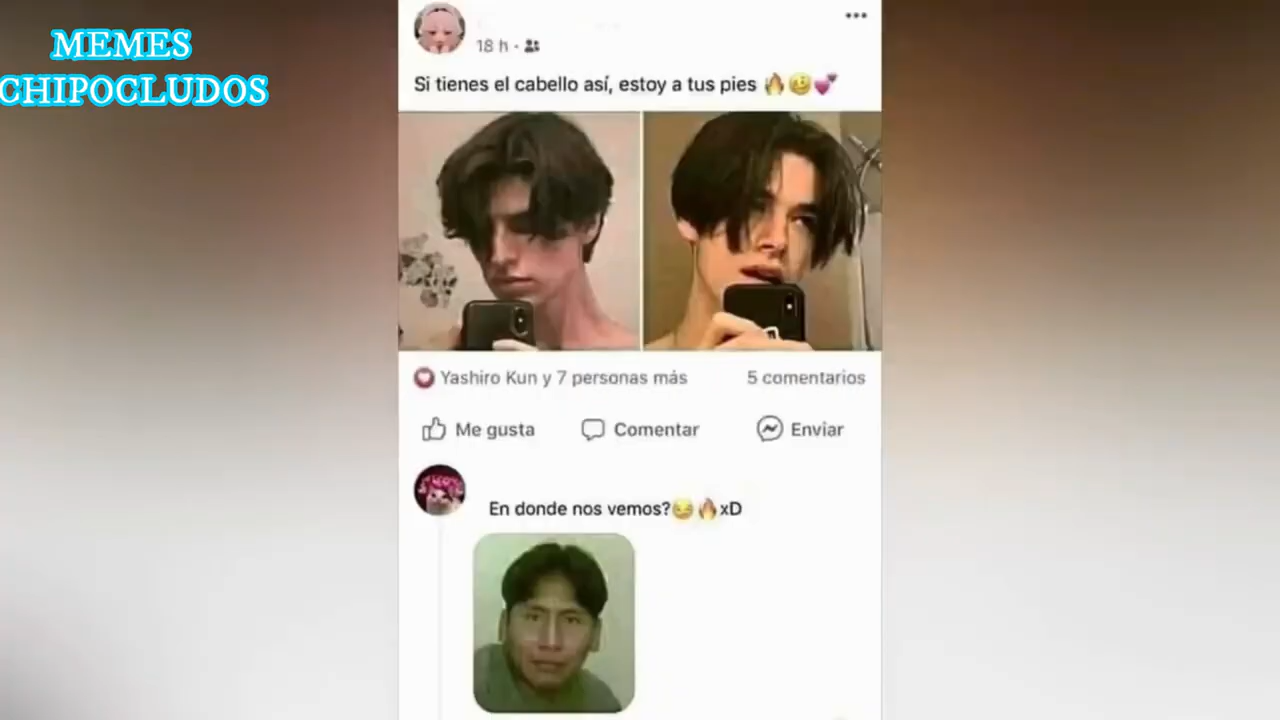 MEMES
CHIPOCLUDOS
18 h ·
Si tienes el cabello así, estoy a tus pies 🔥🥴💕
Yashiro Kun y 7 personas más
5 comentarios
Me gusta
Comentar
Enviar
En donde nos vemos?😂🔥xD